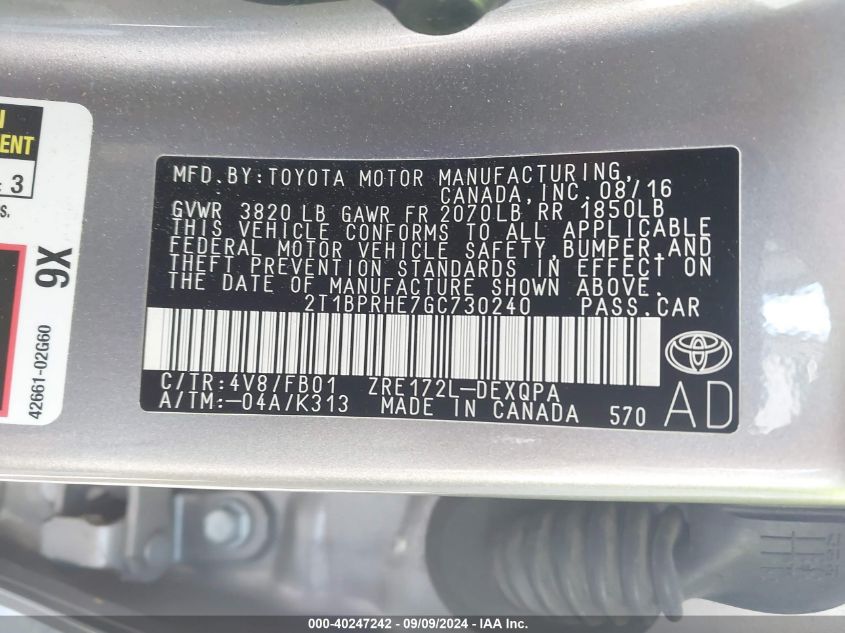 MFD. BY: TOYOTA MOTOR MANUFACTURING,
CANADA, INC. 08/16
GVWR 3820 LB GAWR FR 2070LB RR 1850LB
THIS VEHICLE CONFORMS TO ALL APPLICABLE
FEDERAL MOTOR VEHICLE SAFETY, BUMPER, AND
THEFT PREVENTION STANDARDS IN EFFECT ON
THE DATE OF MANUFACTURE SHOWN ABOVE.
2T1BPRHE7GC730240 PASS. CAR
C/TR: 4V8/FB01 ZRE172L-DEXQPA
A/TM: -04A/K313 MADE IN CANADA 570 AD
3
9X
42661-02G60
000-40247242 - 09/09/2024 - IAA Inc.